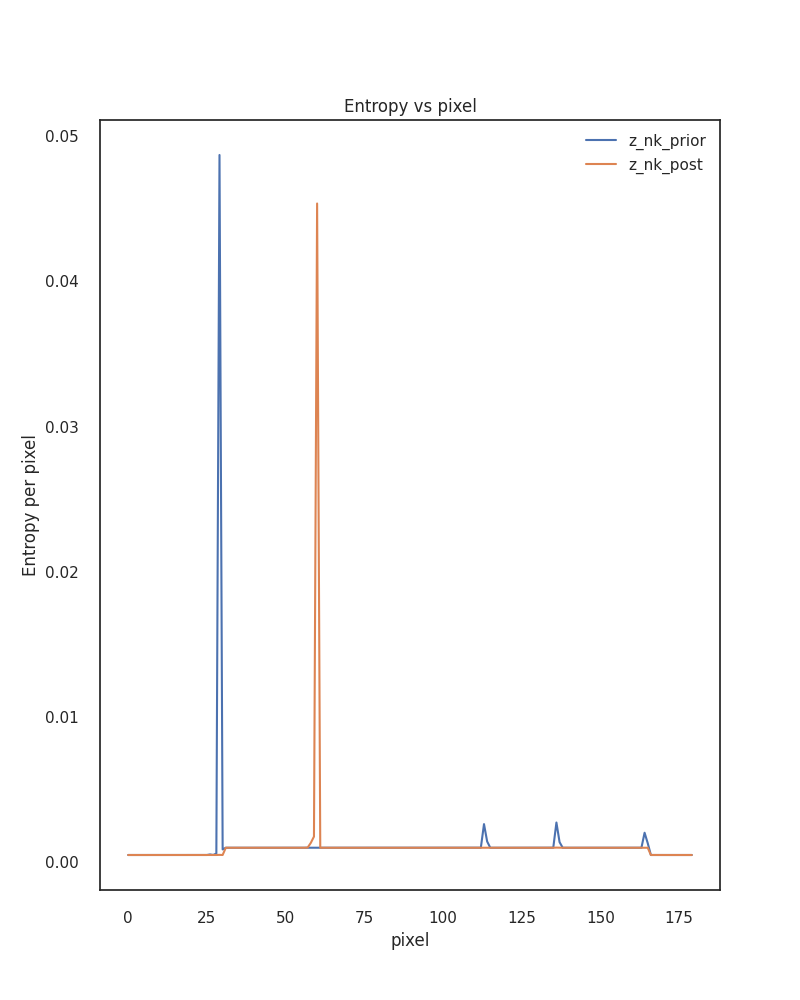 Entropy vs pixel
z_nk_prior
z_nk_post
Entropy per pixel
0.05
0.04
0.03
0.02
0.01
0.00
0 25 50 75 100 125 150 175
pixel